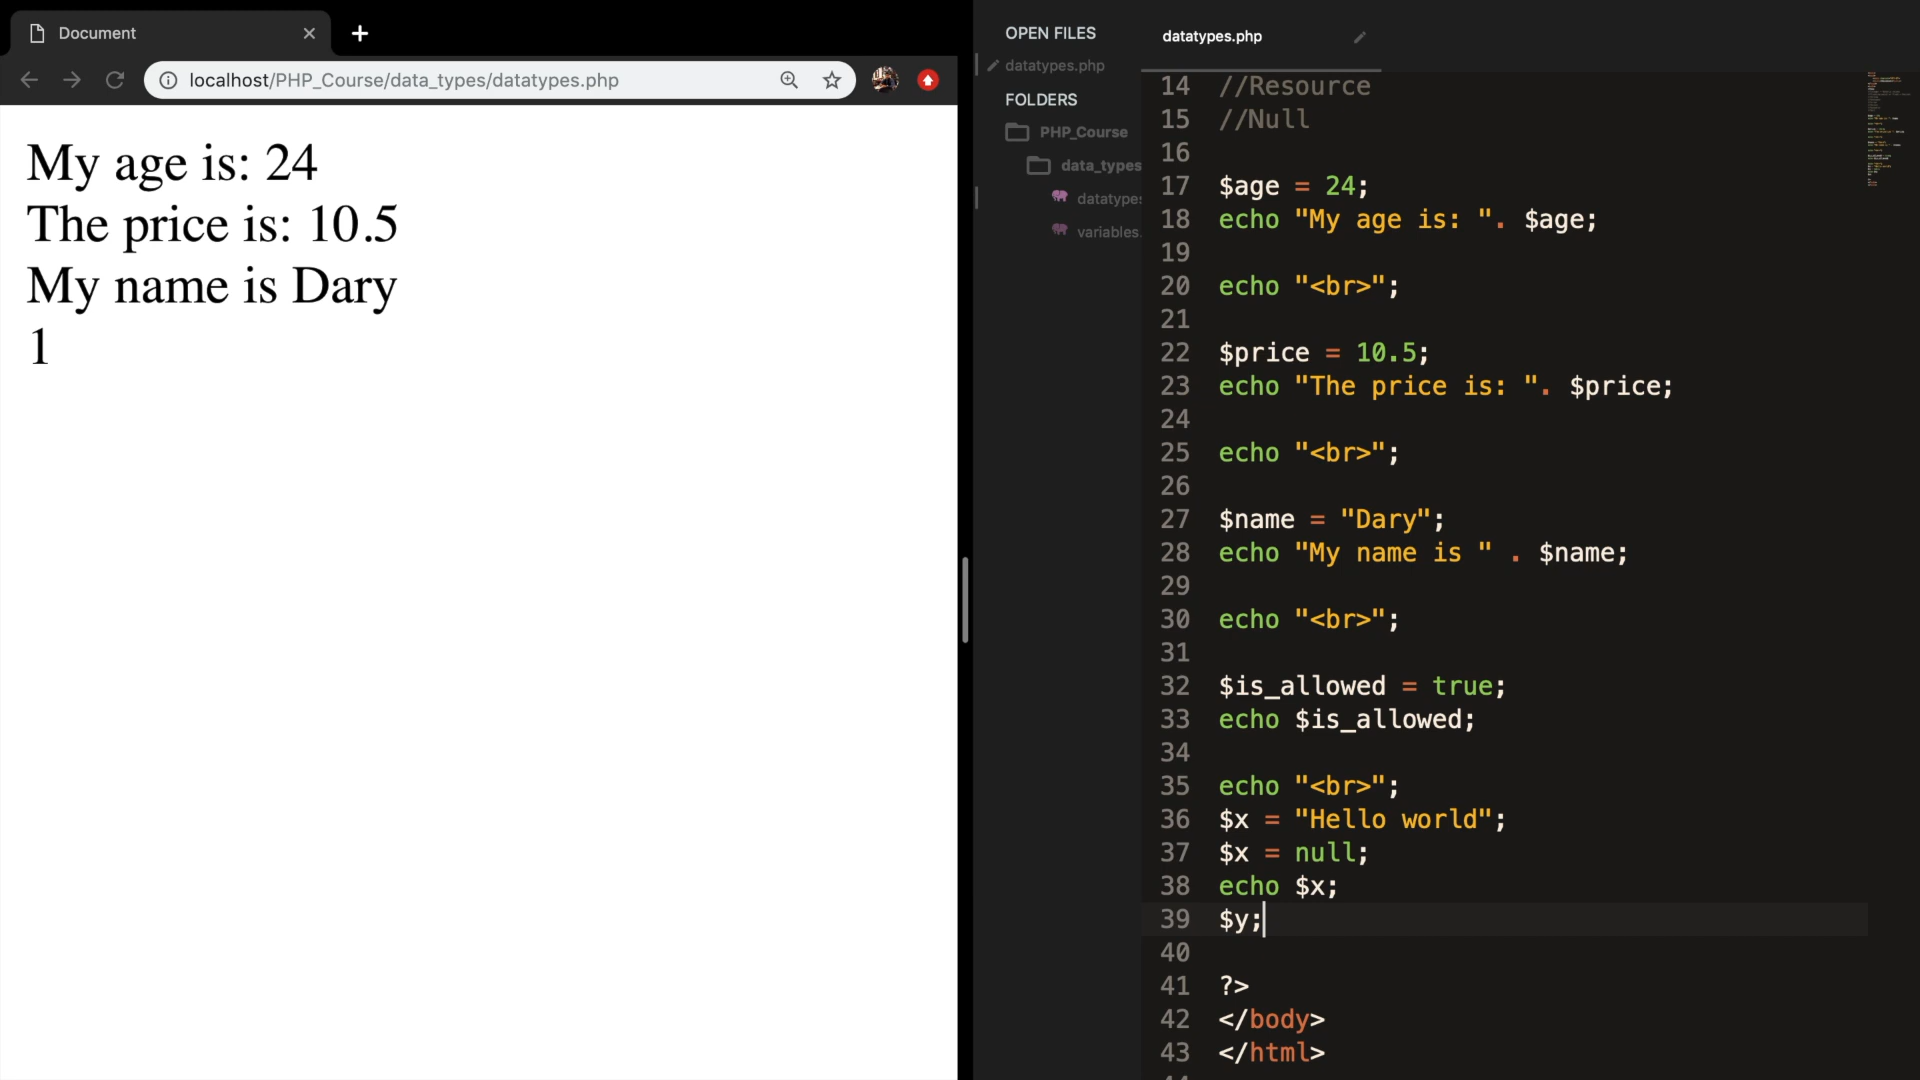 Document
localhost/PHP_Course/data_types/datatypes.php
My age is: 24
The price is: 10.5
My name is Dary
1
OPEN FILES
datatypes.php
FOLDERS
PHP_Course
data_types
datatypes
variables.
datatypes.php
14 //Resource
15 //Null
16
17 $age = 24;
18 echo "My age is: ". $age;
19
20 echo "<br>";
21
22 $price = 10.5;
23 echo "The price is: ". $price;
24
25 echo "<br>";
26
27 $name = "Dary";
28 echo "My name is " . $name;
29
30 echo "<br>";
31
32 $is_allowed = true;
33 echo $is_allowed;
34
35 echo "<br>";
36 $x = "Hello world";
37 $x = null;
38 echo $x;
39 $y;
40
41 ?>
42 </body>
43 </html>